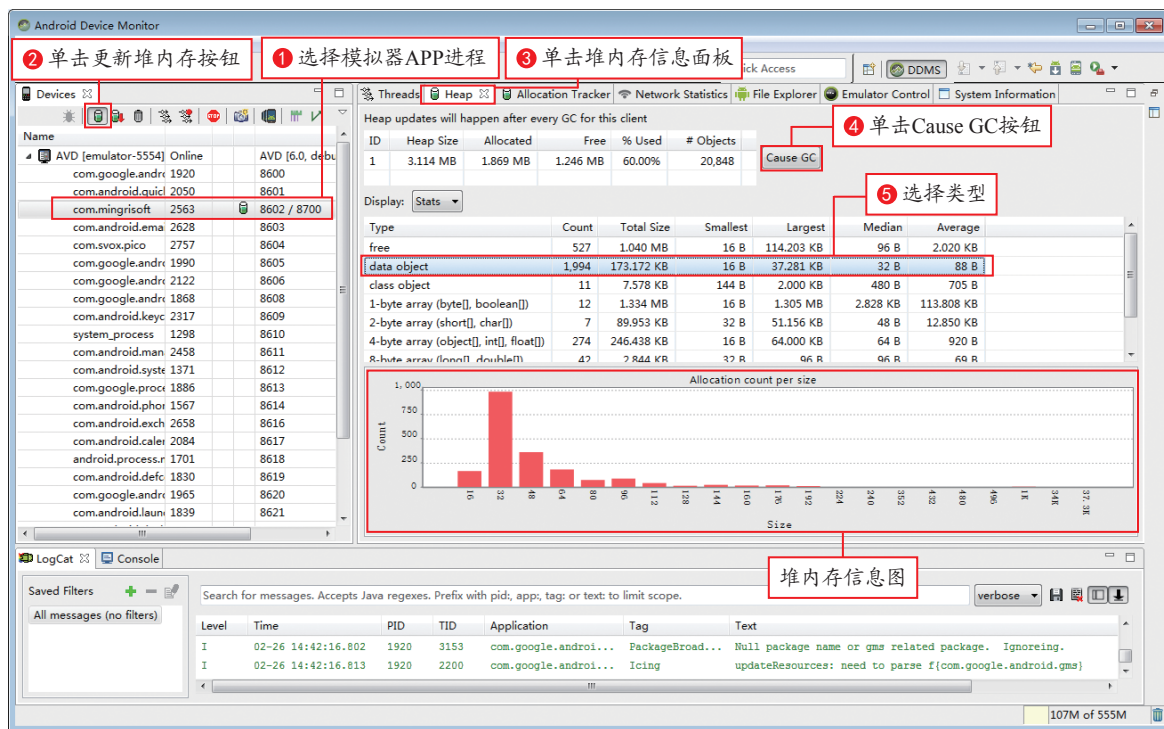 Android Device Monitor
❷ 单击更新堆内存按钮
❶ 选择模拟器APP进程
❸ 单击堆内存信息面板
ick Access
DDMS
Devices
Threads
Heap
Allocation Tracker
Network Statistics
File Explorer
Emulator Control
System Information
Name
AVD [emulator-5554] Online AVD [6.0, debu
com.google.andro 1920 8600
com.android.quicl 2050 8601
com.mingrisoft 2563 8602 / 8700
com.android.emai 2628 8603
com.svox.pico 2757 8604
com.google.andro 1990 8605
com.google.andro 2122 8606
com.google.andro 1868 8608
com.android.keyc 2317 8609
system_process 1298 8610
com.android.man 2458 8611
com.android.syste 1371 8612
com.google.proce 1886 8613
com.android.phon 1567 8614
com.android.exch 2658 8616
com.android.calen 2084 8617
android.process.n 1701 8618
com.android.defc 1830 8619
com.google.andro 1965 8620
com.android.laun 1839 8621
Heap updates will happen after every GC for this client
ID Heap Size Allocated Free % Used # Objects
1 3.114 MB 1.869 MB 1.246 MB 60.00% 20,848
Cause GC
❹ 单击Cause GC按钮
Display: Stats
❺ 选择类型
Type Count Total Size Smallest Largest Median Average
free 527 1.040 MB 16 B 114.203 KB 96 B 2.020 KB
data object 1,994 173.172 KB 16 B 37.281 KB 32 B 88 B
class object 11 7.578 KB 144 B 2.000 KB 480 B 705 B
1-byte array (byte[], boolean[]) 12 1.334 MB 16 B 1.305 MB 2.828 KB 113.808 KB
2-byte array (short[], char[]) 7 89.953 KB 32 B 51.156 KB 48 B 12.850 KB
4-byte array (object[], int[], float[]) 274 246.438 KB 16 B 64.000 KB 64 B 920 B
8-byte array (long[], double[]) 42 2.844 KB 32 B 96 B 96 B 69 B
Allocation count per size
Count
1,000
750
500
250
0
16 32 48 64 80 96 112 128 144 160 176 192 224 240 352 432 480 496 1K 34K 37.3K
Size
堆内存信息图
LogCat
Console
Saved Filters
All messages (no filters)
Search for messages. Accepts Java regexes. Prefix with pid:, app:, tag: or text: to limit scope.
verbose
Level Time PID TID Application Tag Text
I 02-26 14:42:16.802 1920 3153 com.google.androi... PackageBroad... Null package name or gms related package. Ignoreing.
I 02-26 14:42:16.813 1920 2200 com.google.androi... Icing updateResources: need to parse f{com.google.android.gms}
107M of 555M